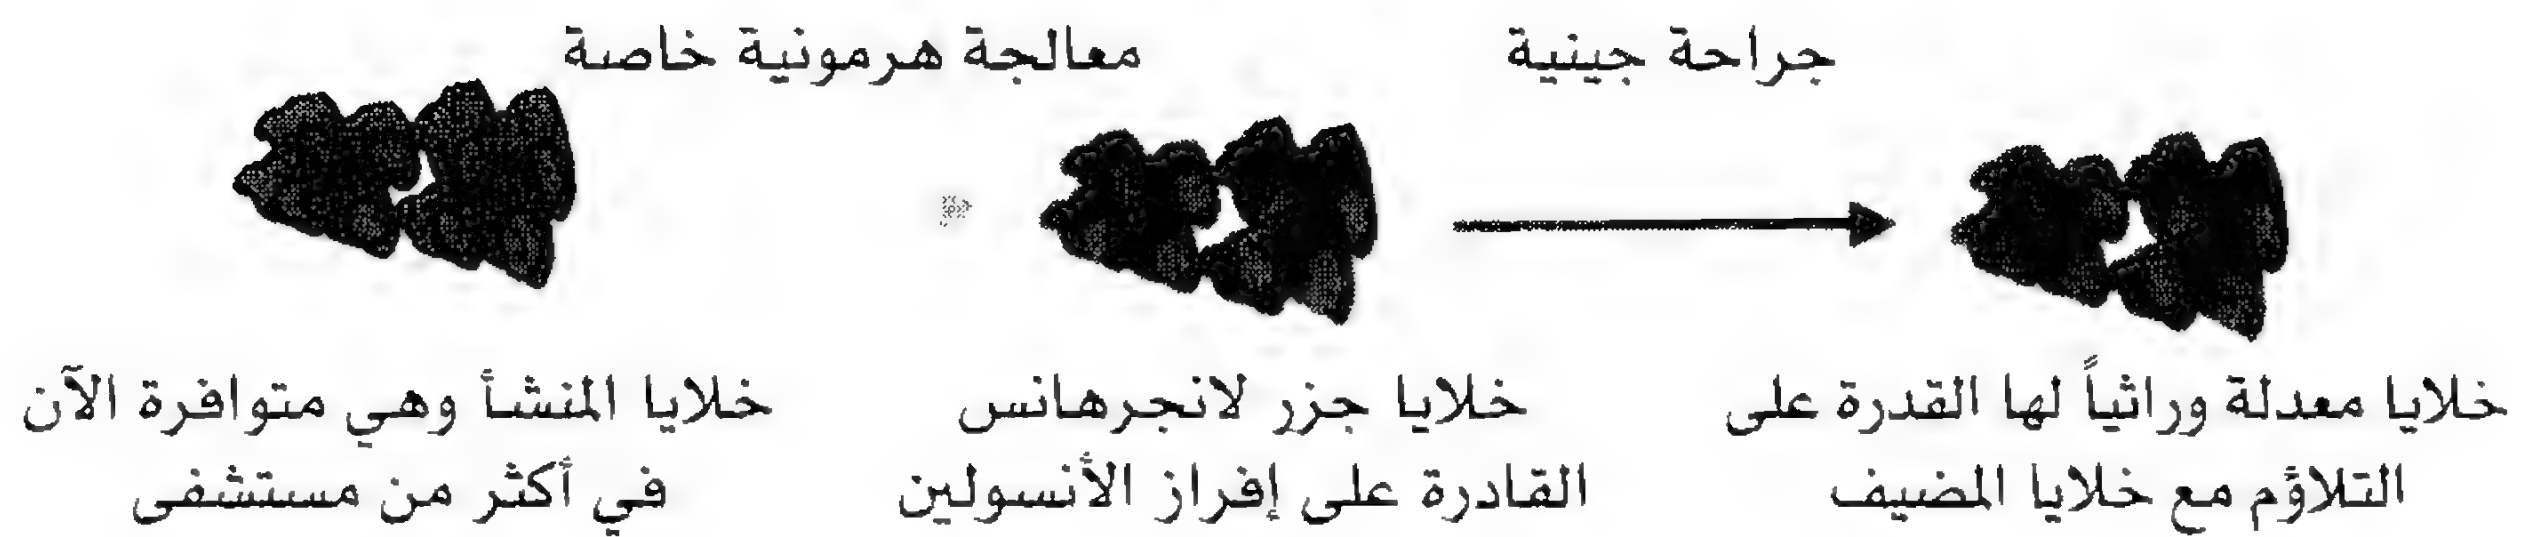 معالجة هرمونية خاصة
جراحة جينية
خلايا المنشأ وهي متوافرة الآن
في أكثر من مستشفى
خلايا جزر لانجرهانس
القادرة على إفراز الأنسولين
خلايا معدلة وراثياً لها القدرة على
التلاؤم مع خلايا المضيف